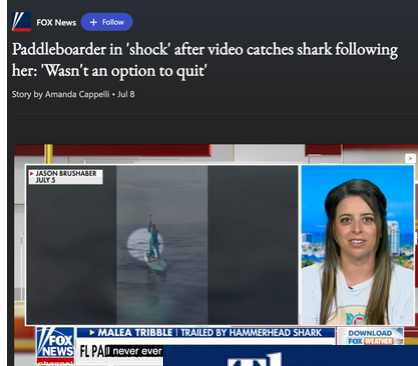 FOX News
+ Follow
Paddleboarder in 'shock' after video catches shark following
her: 'Wasn't an option to quit'
Story by Amanda Cappelli • Jul 8
JASON BRUSHABER
JULY 5
MALEA TRIBBLE | TRAILED BY HAMMERHEAD SHARK
FOX
NEWS
channel
FL PA
I never ever
DOWNLOAD
FOX WEATHER